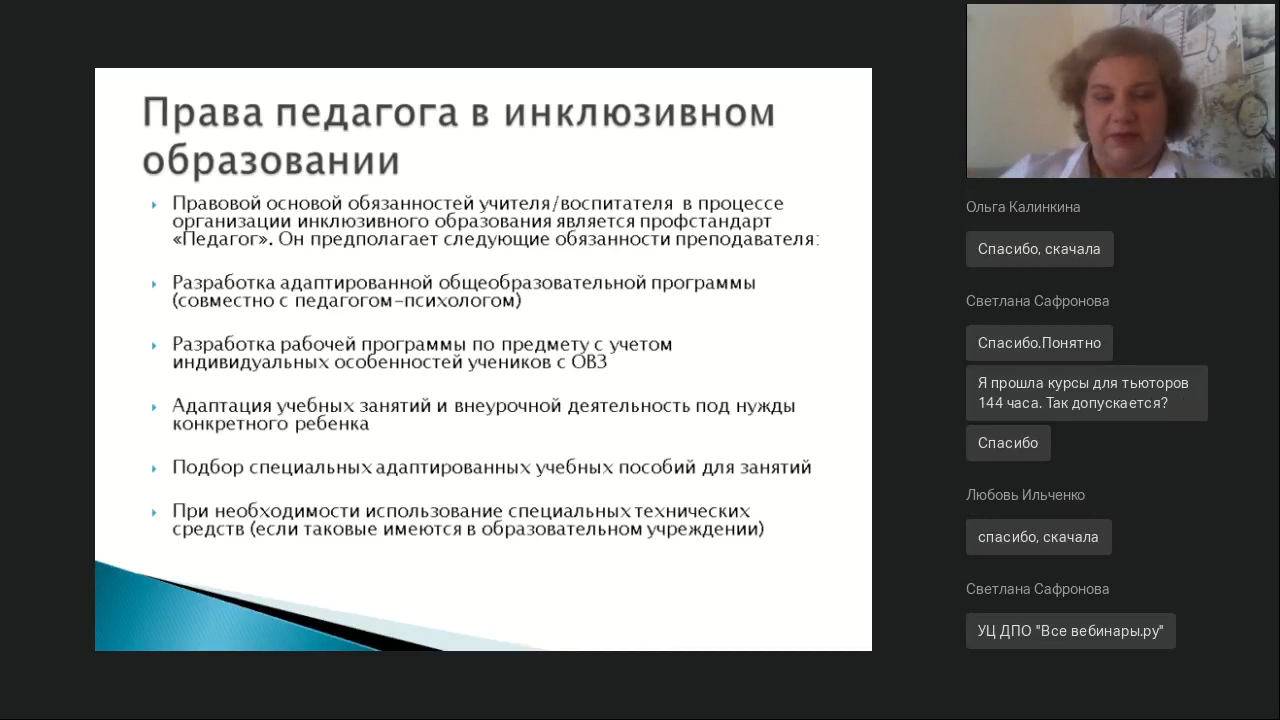 Права педагога в инклюзивном
образовании
Правовой основой обязанностей учителя/воспитателя в процессе
организации инклюзивного образования является профстандарт
«Педагог». Он предполагает следующие обязанности преподавателя:
Разработка адаптированной общеобразовательной программы
(совместно с педагогом-психологом)
Разработка рабочей программы по предмету с учетом
индивидуальных особенностей учеников с ОВЗ
Адаптация учебных занятий и внеурочной деятельность под нужды
конкретного ребенка
Подбор специальных адаптированных учебных пособий для занятий
При необходимости использование специальных технических
средств (если таковые имеются в образовательном учреждении)
Ольга Калинкина
Спасибо, скачала
Светлана Сафронова
Спасибо.Понятно
Я прошла курсы для тьюторов
144 часа. Так допускается?
Спасибо
Любовь Ильченко
спасибо, скачала
Светлана Сафронова
УЦ ДПО "Все вебинары.ру"